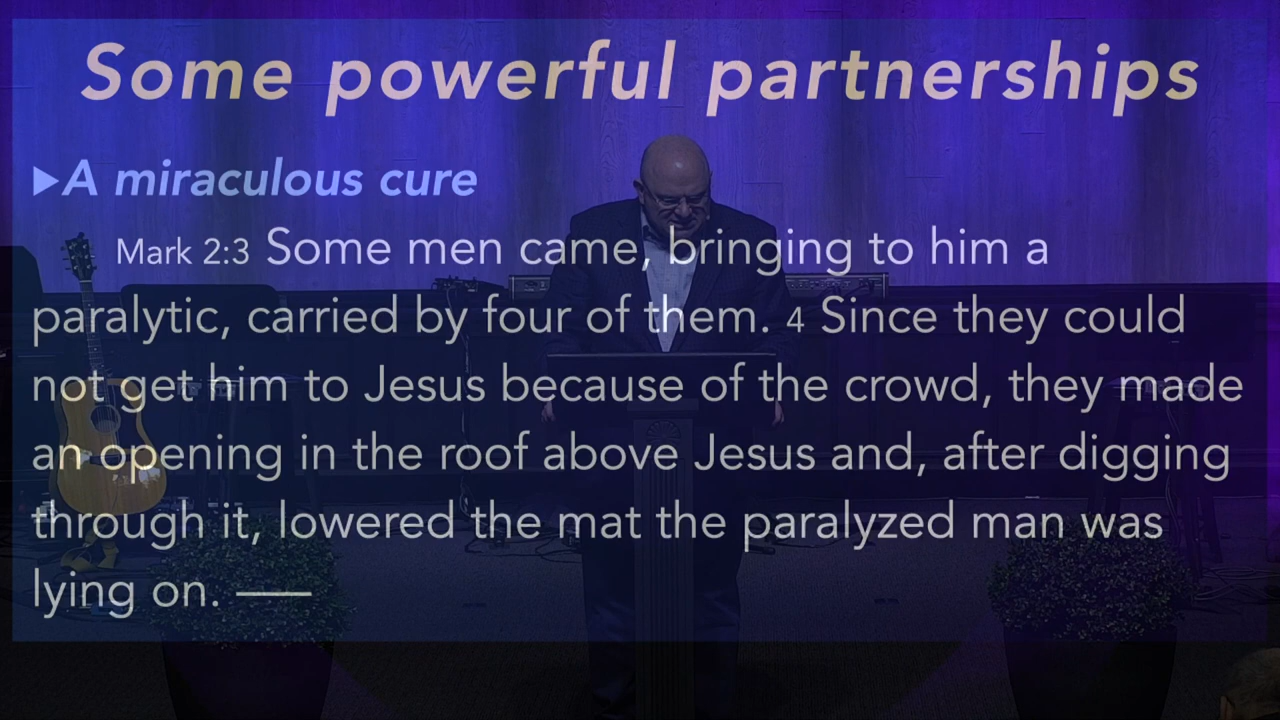 Some powerful partnerships
▶A miraculous cure
Mark 2:3 Some men came, bringing to him a
paralytic, carried by four of them. 4 Since they could
not get him to Jesus because of the crowd, they made
an opening in the roof above Jesus and, after digging
through it, lowered the mat the paralyzed man was
lying on. ——